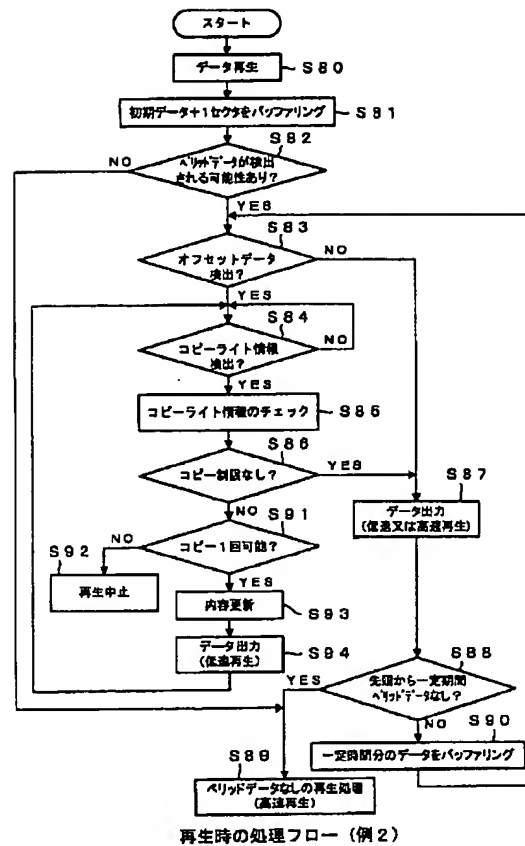 スタート
データ再生
S80
初期データ+1セクタをバッファリング
S81
S82
NO
ベリッドデータが検出
される可能性あり?
YES
S83
オフセットデータ
検出?
NO
YES
S84
コピーライト情報
検出?
NO
YES
コピーライト情報のチェック
S85
S86
コピー制限なし?
YES
S87
データ出力
(低速又は高速再生)
NO
S91
コピー1回可能?
NO
S92
再生中止
YES
内容更新
S93
データ出力
(低速再生)
S94
S88
YES
先頭から一定期間
ベリッドデータなし?
NO
S90
一定時間分のデータをバッファリング
S89
ベリッドデータなしの再生処理
(高速再生)
再生時の処理フロー(例2)